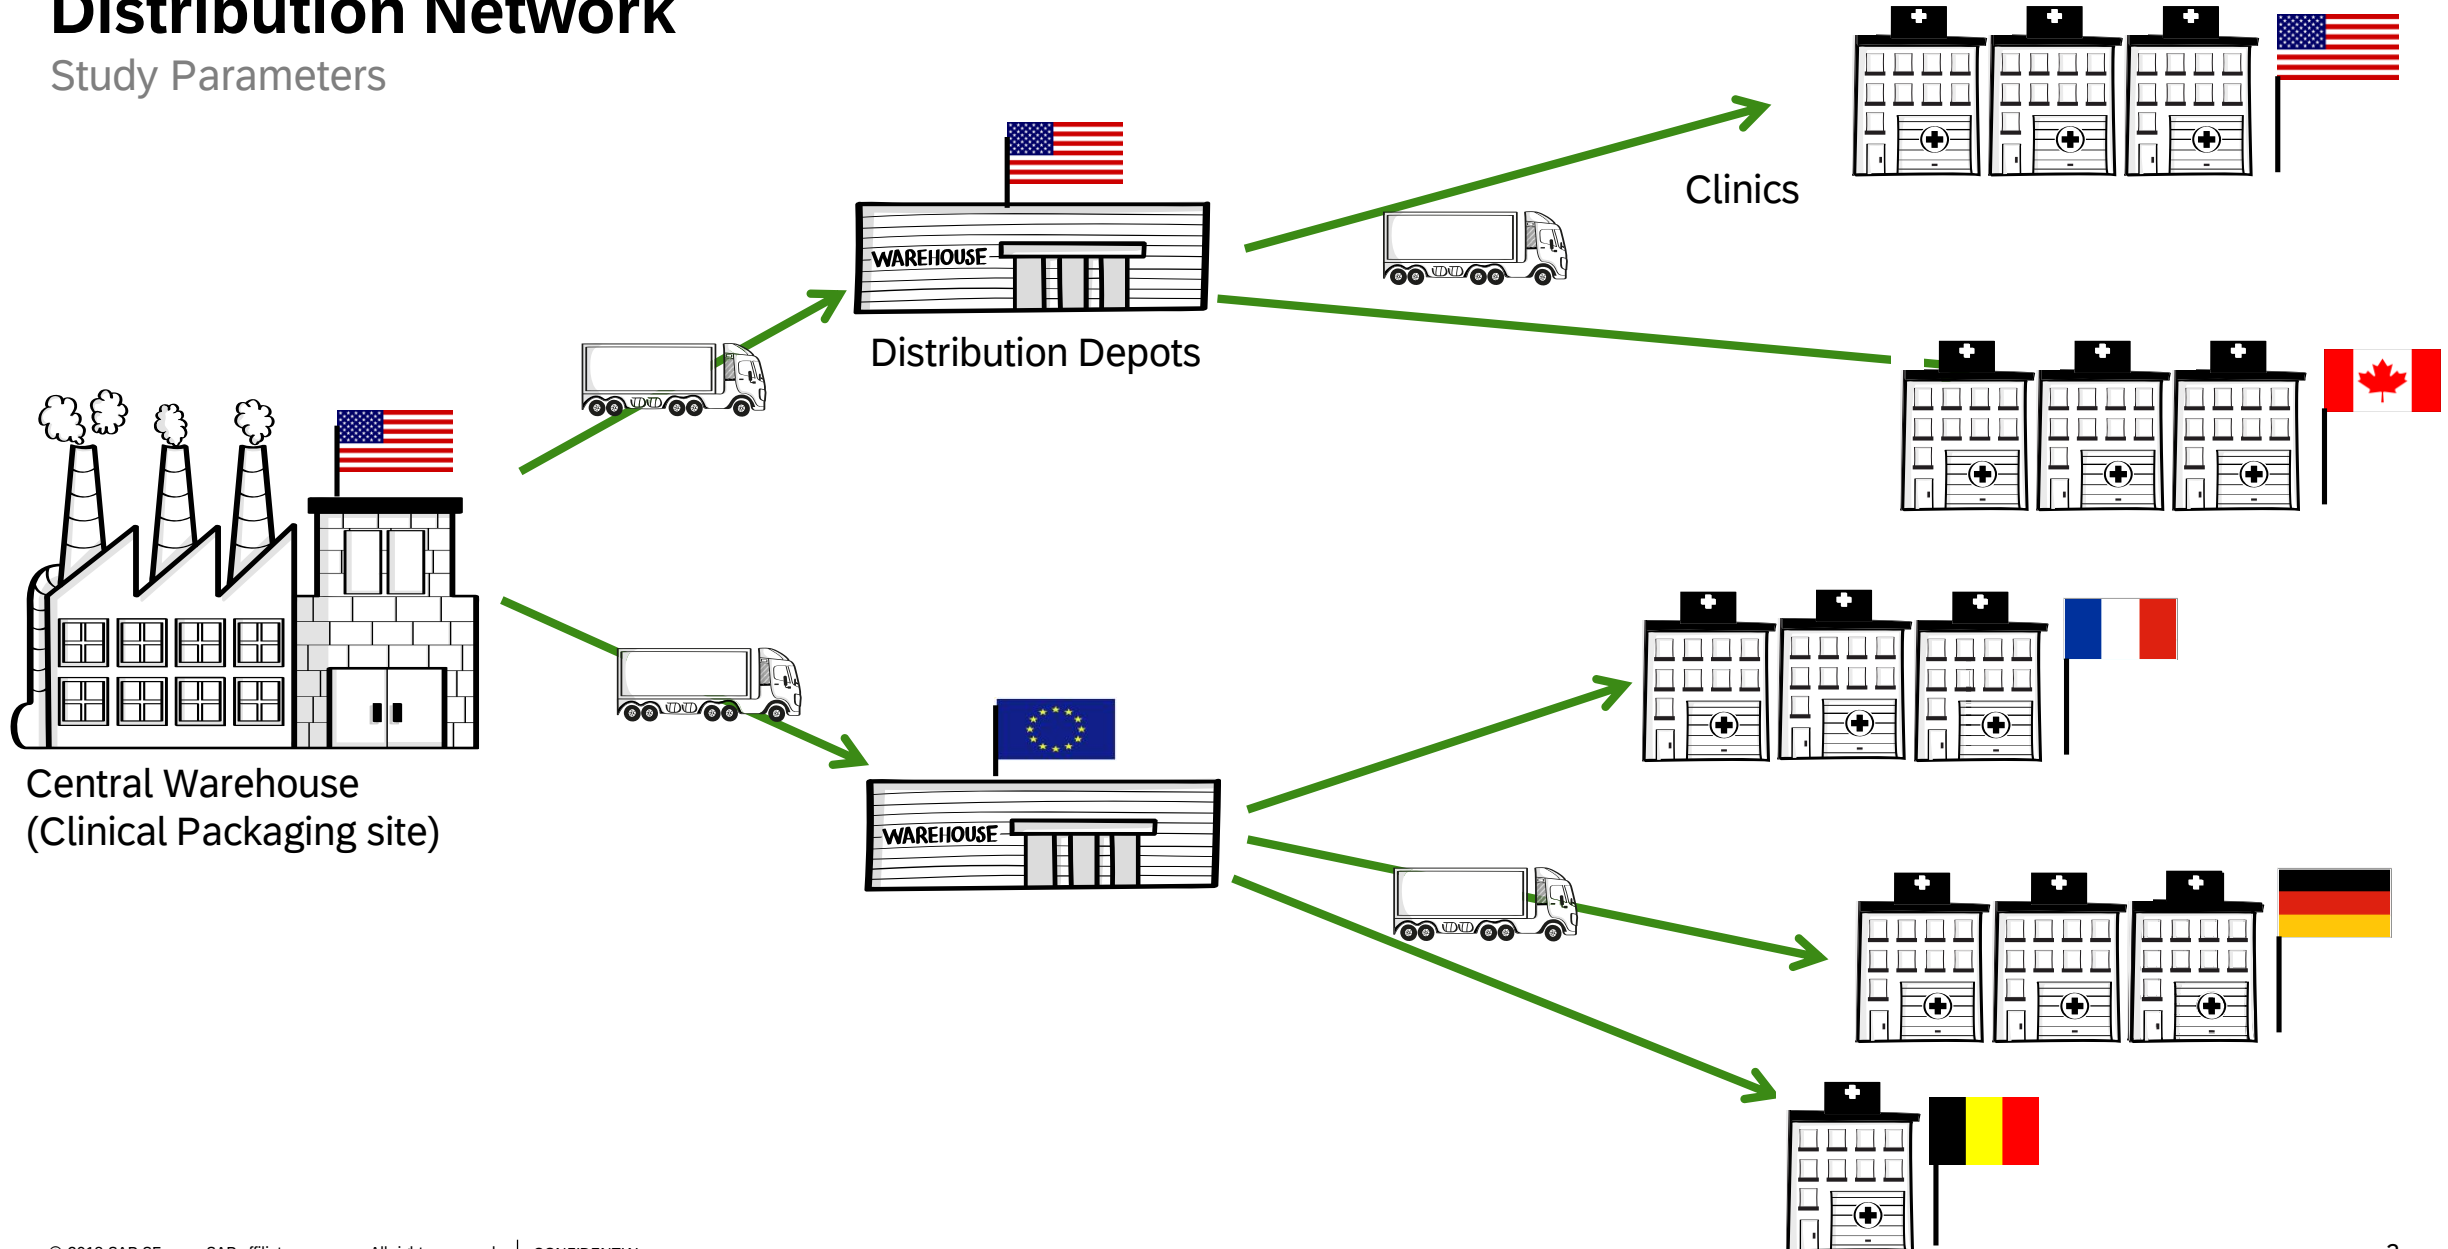 Distribution Network
Study Parameters
Clinics
WAREHOUSE
Distribution Depots
Central Warehouse
(Clinical Packaging site)
WAREHOUSE